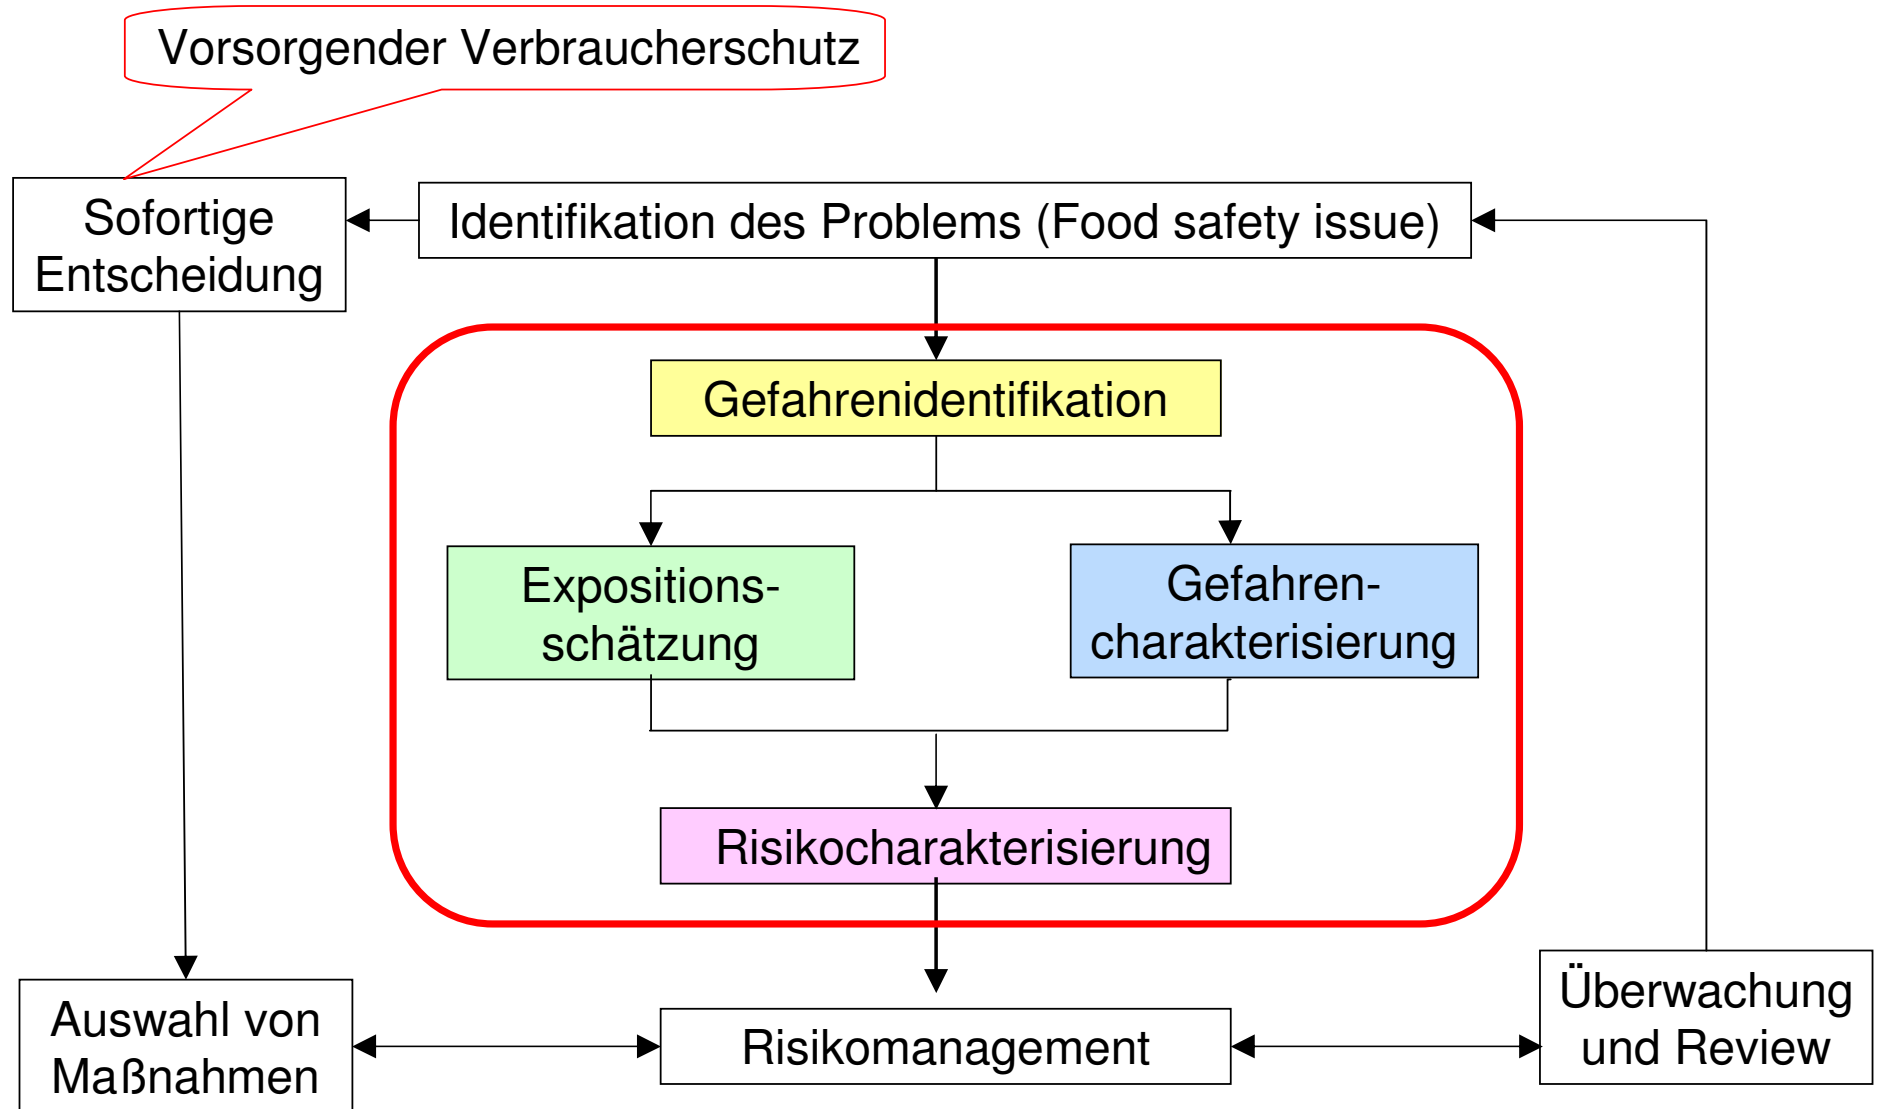 Vorsorgender Verbraucherschutz
Sofortige
Entscheidung
Identifikation des Problems (Food safety issue)
Gefahrenidentifikation
Expositions-
schätzung
Gefahren-
charakterisierung
Risikocharakterisierung
Auswahl von
Maßnahmen
Risikomanagement
Überwachung
und Review